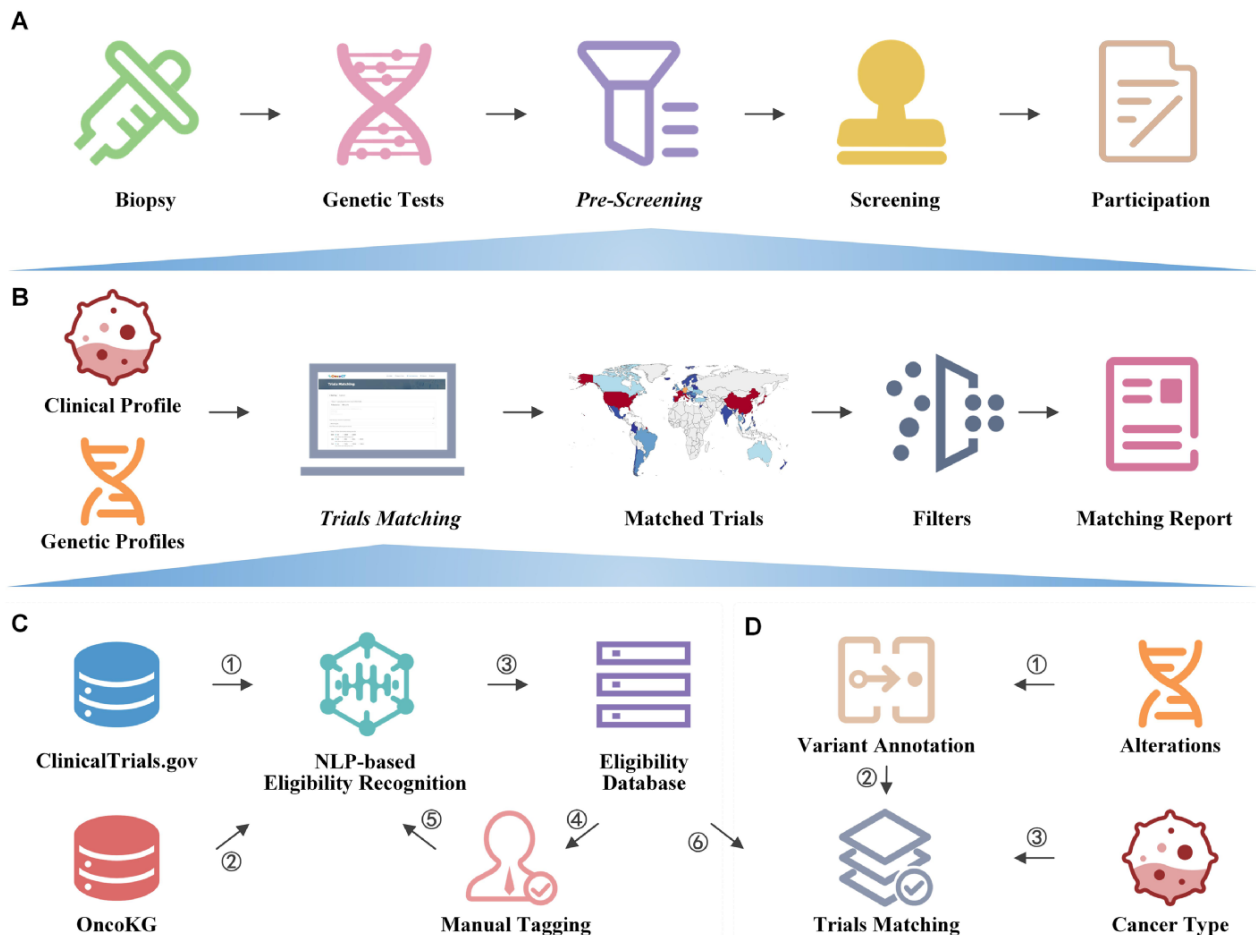 A
Biopsy
Genetic Tests
Pre-Screening
Screening
Participation
B
Clinical Profile
Genetic Profiles
Trials Matching
Trials Matching
Matched Trials
Filters
Matching Report
C
①
③
ClinicalTrials.gov
NLP-based
Eligibility Recognition
Eligibility
Database
②
⑤
④
⑥
OncoKG
Manual Tagging
D
①
Variant Annotation
Alterations
②
③
Trials Matching
Cancer Type